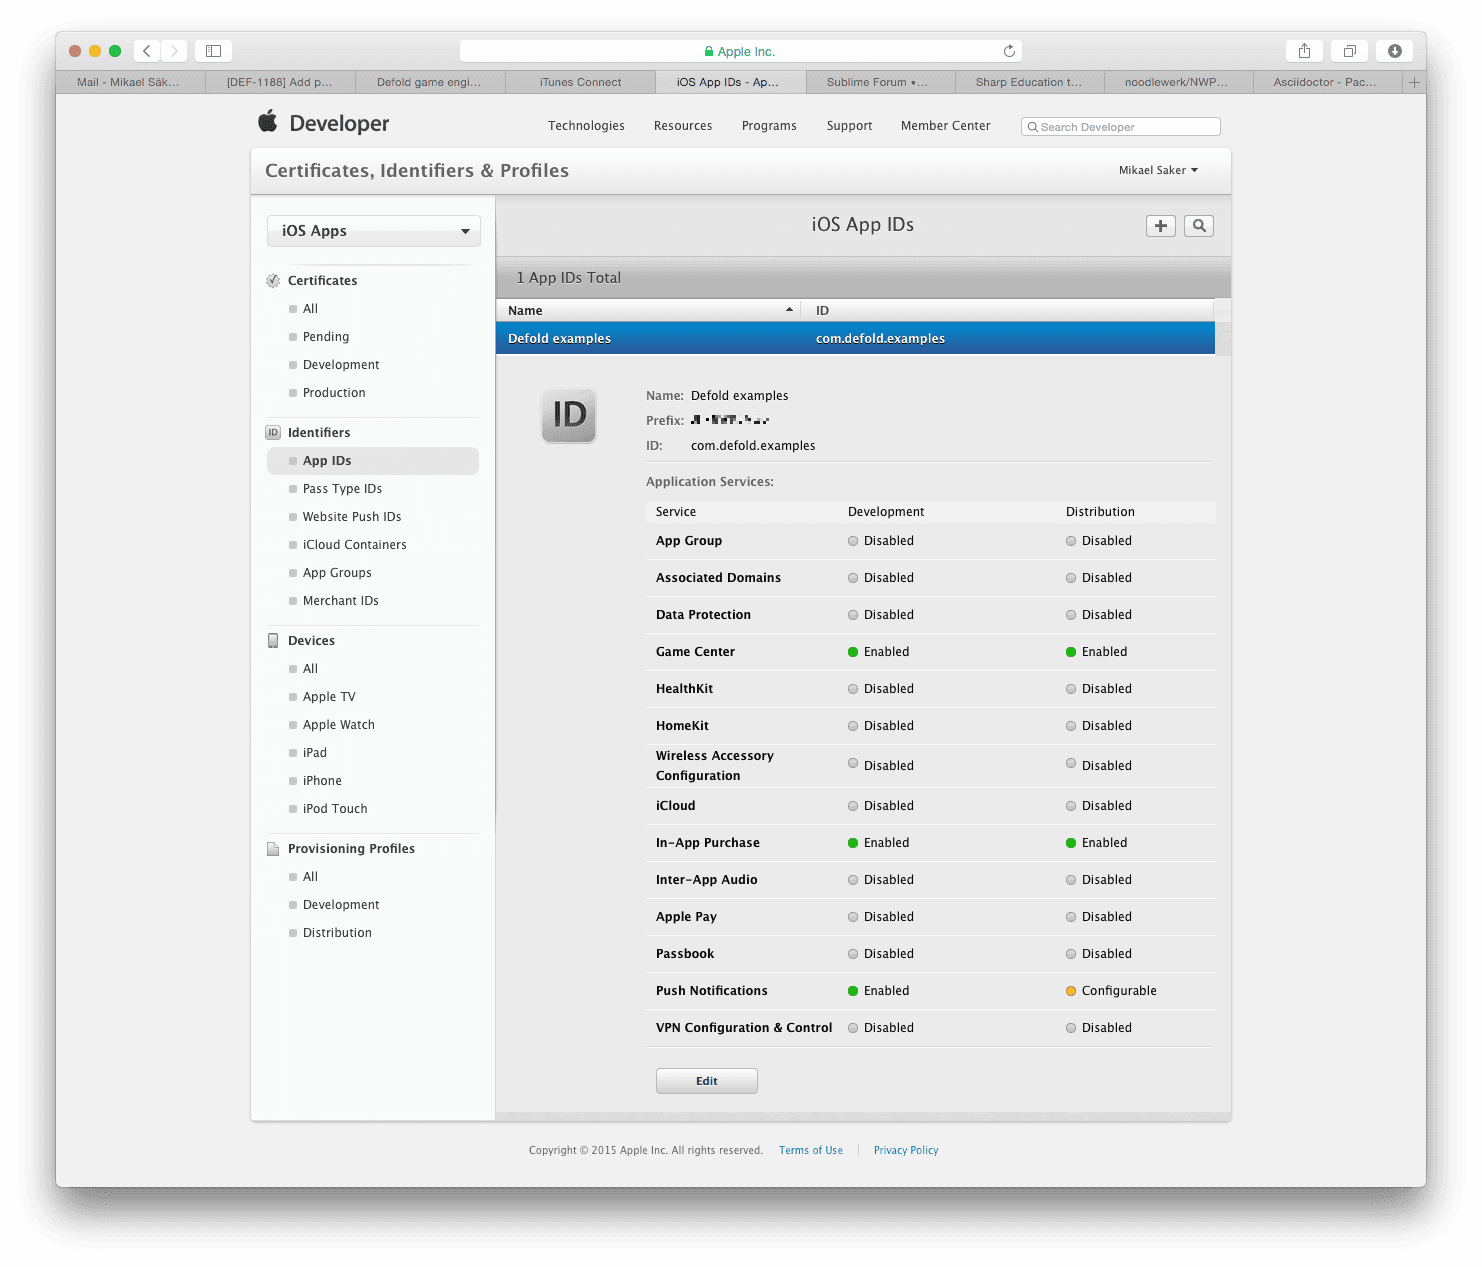 Apple Inc.
Mail - Mikael Säk...
[DEF-1188] Add p...
Defold game engi...
iTunes Connect
iOS App IDs - Ap...
Sublime Forum •...
Sharp Education t...
noodlewerk/NWP...
Asciidoctor - Pac...
Developer
Technologies
Resources
Programs
Support
Member Center
Search Developer
Certificates, Identifiers & Profiles
Mikael Saker
iOS Apps
Certificates
All
Pending
Development
Production
ID Identifiers
App IDs
Pass Type IDs
Website Push IDs
iCloud Containers
App Groups
Merchant IDs
Devices
All
Apple TV
Apple Watch
iPad
iPhone
iPod Touch
Provisioning Profiles
All
Development
Distribution
iOS App IDs
1 App IDs Total
Name ID
Defold examples com.defold.examples
ID
Name: Defold examples
Prefix:
ID: com.defold.examples
Application Services:
Service Development Distribution
App Group Disabled Disabled
Associated Domains Disabled Disabled
Data Protection Disabled Disabled
Game Center Enabled Enabled
HealthKit Disabled Disabled
HomeKit Disabled Disabled
Wireless Accessory
Configuration Disabled Disabled
iCloud Disabled Disabled
In-App Purchase Enabled Enabled
Inter-App Audio Disabled Disabled
Apple Pay Disabled Disabled
Passbook Disabled Disabled
Push Notifications Enabled Configurable
VPN Configuration & Control Disabled Disabled
Edit
Copyright © 2015 Apple Inc. All rights reserved. Terms of Use Privacy Policy